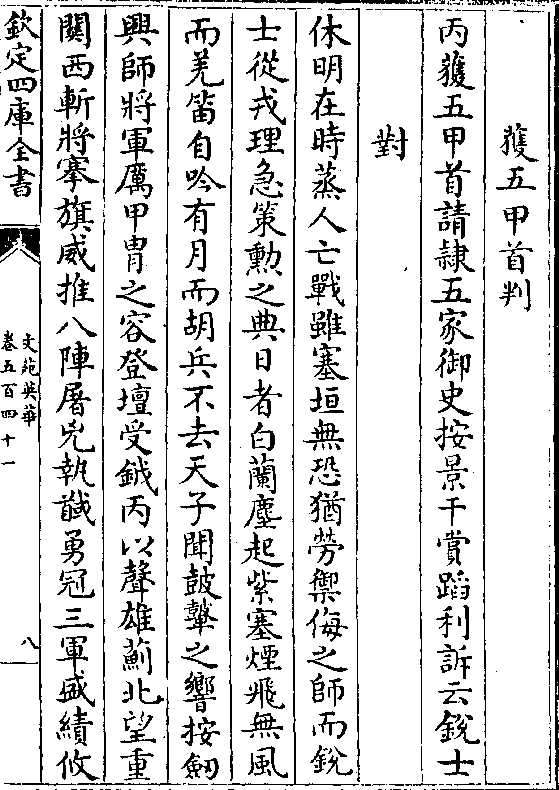 獲五甲首判
丙獲五甲首請隸五家御史按景干賞蹈利訴云銳士
對
休明在時蒸人亡戰雖塞垣無恐猶勞禦侮之師而銳
士從戎理急策勲之典日者白蘭塵起紫塞煙飛無風
而羌笛自吟有月而胡兵不去天子聞鼓鼙之響按劒
興師將軍厲甲胄之容登壇受鉞丙以聲雄薊北望重
關西斬將搴旗威推八陣屠兇執馘勇冠三軍盛績攸
欽定四庫全書
文苑英華
卷五百四十一
八